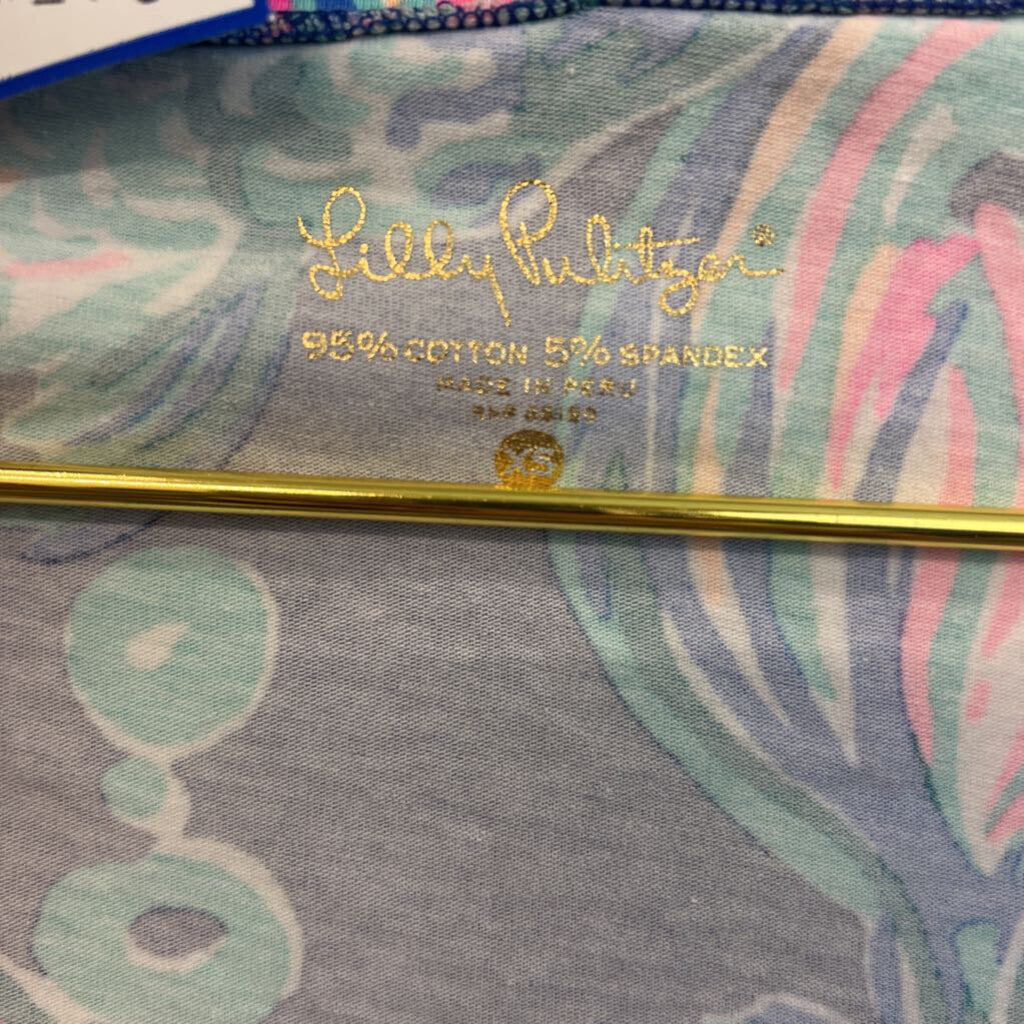 Lilly Pulitzer®
95% COTTON 5% SPANDEX
MADE IN PERU
XS